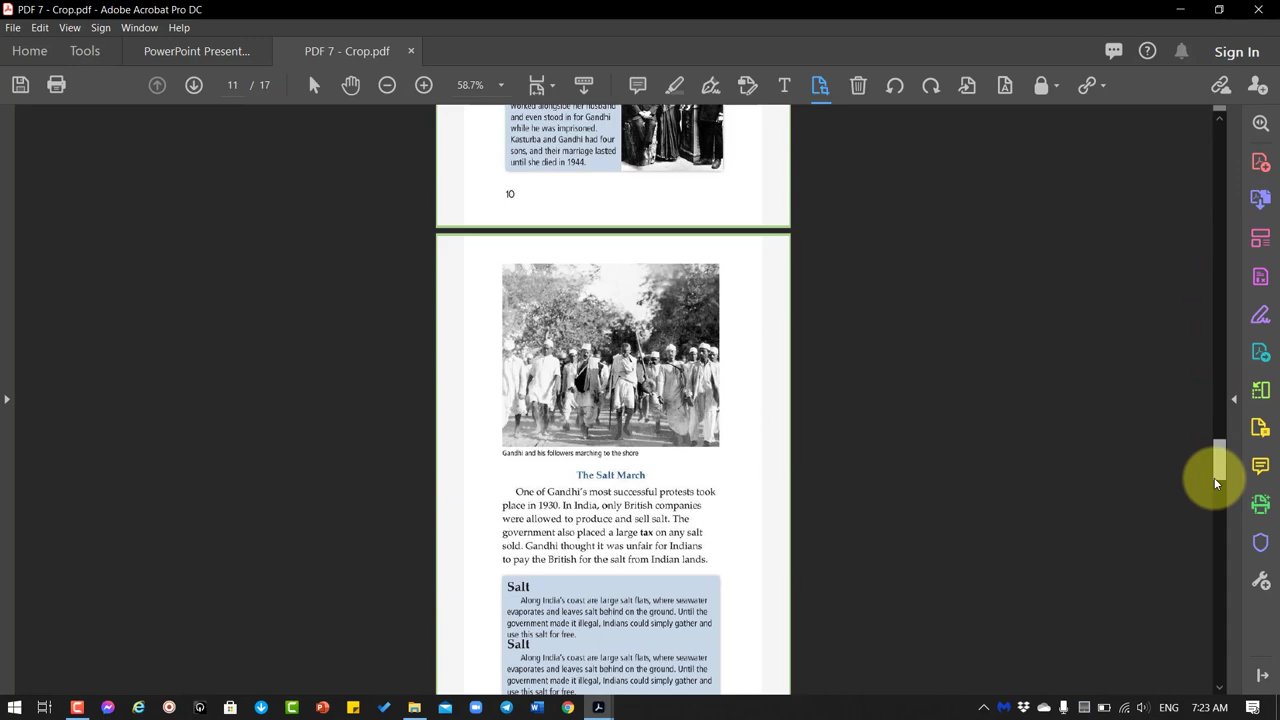 PDF 7 - Crop.pdf - Adobe Acrobat Pro DC
File Edit View Sign Window Help
Home Tools PowerPoint Present... PDF 7 - Crop.pdf × Sign In
11 / 17 58.7%
worked alongside her husband
and even stood in for Gandhi
while he was imprisoned.
Kasturba and Gandhi had four
sons, and their marriage lasted
until she died in 1944.
10
Gandhi and his followers marching to the shore
The Salt March
One of Gandhi's most successful protests took
place in 1930. In India, only British companies
were allowed to produce and sell salt. The
government also placed a large tax on any salt
sold. Gandhi thought it was unfair for Indians
to pay the British for the salt from Indian lands.
Salt
Along India's coast are large salt flats, where seawater
evaporates and leaves salt behind on the ground. Until the
government made it illegal, Indians could simply gather and
use this salt for free.
Salt
Along India's coast are large salt flats, where seawater
evaporates and leaves salt behind on the ground. Until the
government made it illegal, Indians could simply gather and
use this salt for free.
ENG 7:23 AM